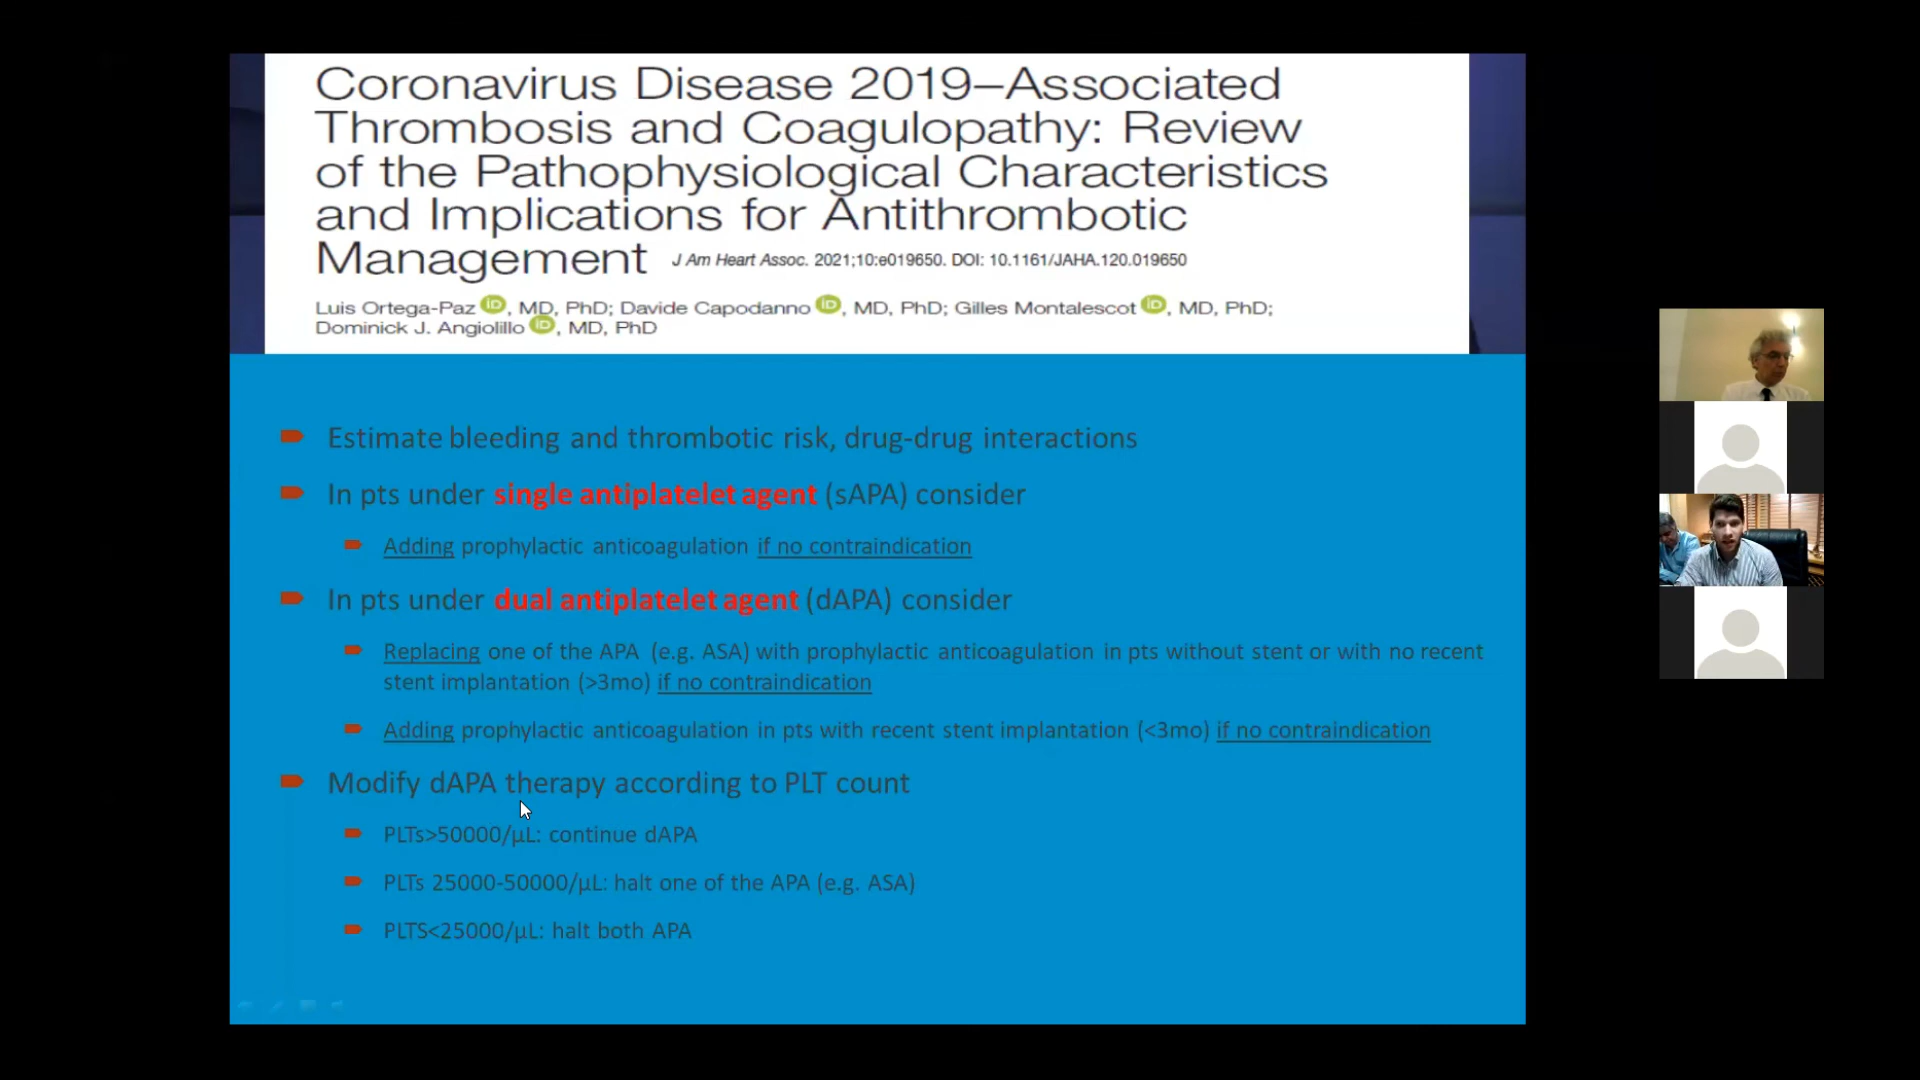 Coronavirus Disease 2019–Associated
Thrombosis and Coagulopathy: Review
of the Pathophysiological Characteristics
and Implications for Antithrombotic
Management J Am Heart Assoc. 2021;10:e019650. DOI: 10.1161/JAHA.120.019650
Luis Ortega-Paz iD, MD, PhD; Davide Capodanno iD, MD, PhD; Gilles Montalescot iD, MD, PhD;
Dominick J. Angiolillo iD, MD, PhD
Estimate bleeding and thrombotic risk, drug-drug interactions
In pts under single antiplatelet agent (sAPA) consider
Adding prophylactic anticoagulation if no contraindication
In pts under dual antiplatelet agent (dAPA) consider
Replacing one of the APA (e.g. ASA) with prophylactic anticoagulation in pts without stent or with no recent
stent implantation (>3mo) if no contraindication
Adding prophylactic anticoagulation in pts with recent stent implantation (<3mo) if no contraindication
Modify dAPA therapy according to PLT count
PLTs>50000/μL: continue dAPA
PLTs 25000-50000/μL: halt one of the APA (e.g. ASA)
PLTS<25000/μL: halt both APA